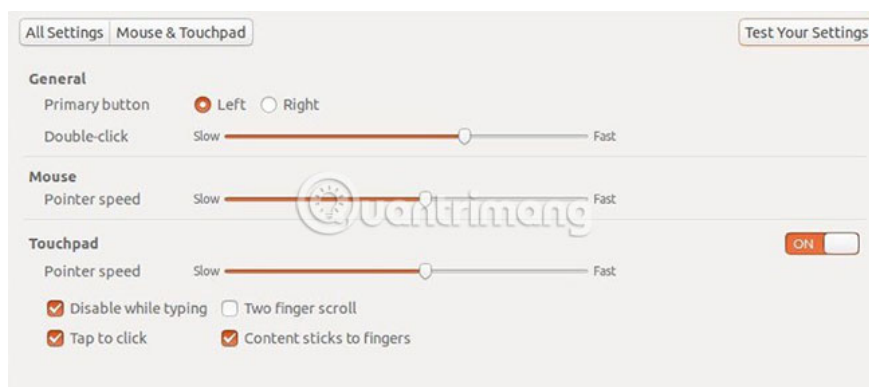 All Settings Mouse & Touchpad Test Your Settings
General
Primary button Left Right
Double-click Slow Fast
Mouse
Pointer speed Slow Fast
Quantrimang
Touchpad ON
Pointer speed Slow Fast
Disable while typing Two finger scroll
Tap to click Content sticks to fingers